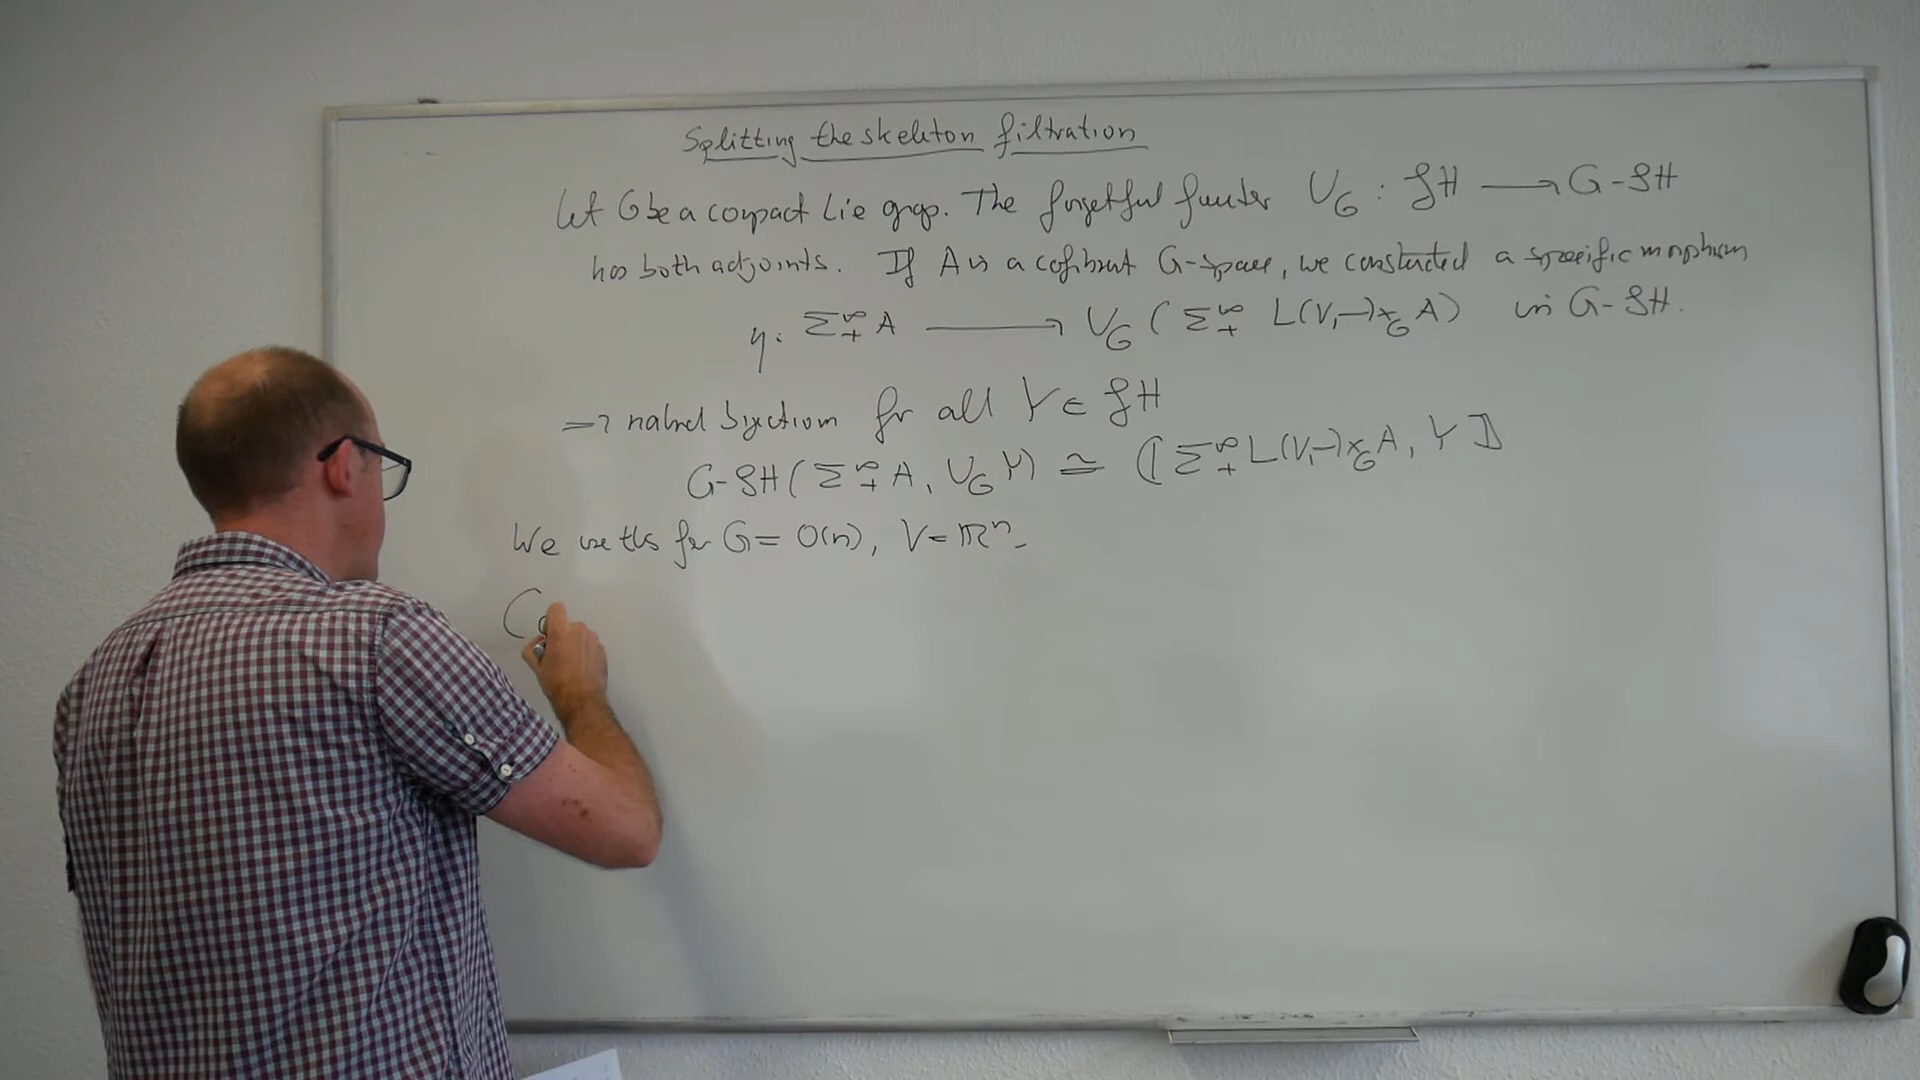 Splitting the skeleton filtration
Let G be a compact Lie grp. The forgetful functor U_G : 𝒮H ⟶ G-𝒮H
has both adjoints. If A is a cofibrant G-space, we constructed a specific morphism
η: Σ^∞_+ A ⟶ U_G (Σ^∞_+ L(V,-)×_G A) in G-𝒮H.
⇒ natural bijection for all Y ∈ 𝒮H
G-𝒮H(Σ^∞_+ A, U_G Y) ≅ ⟦Σ^∞_+ L(V,-)×_G A, Y⟧
We use this for G = O(n), V = ℝ^n.
Co